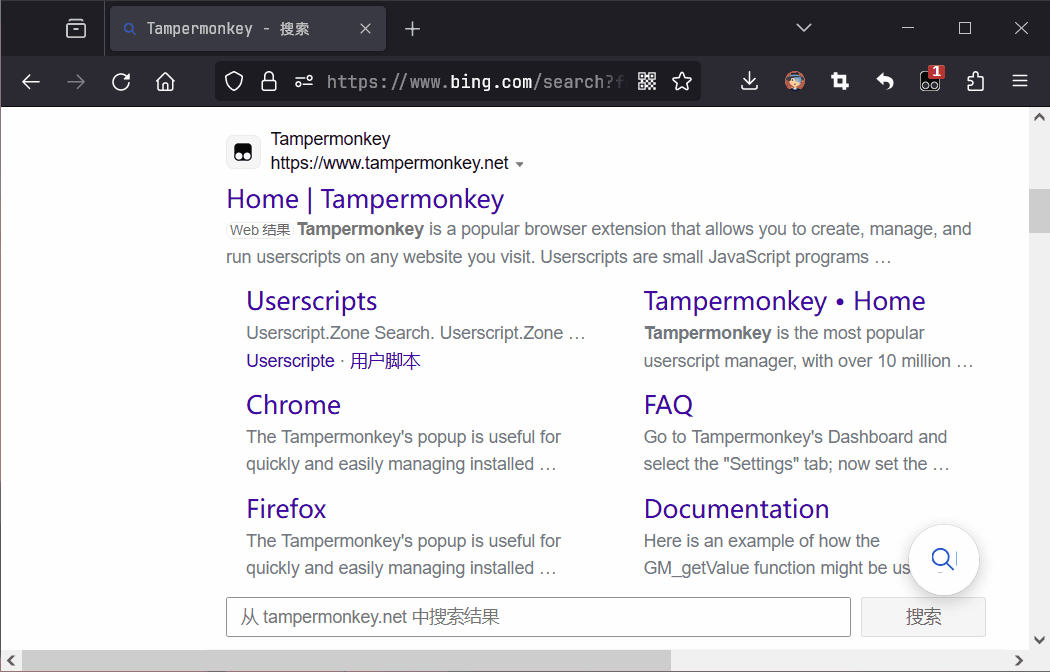 Tampermonkey - 搜索
https://www.bing.com/search?f
1
Tampermonkey
https://www.tampermonkey.net
Home | Tampermonkey
Web 结果 Tampermonkey is a popular browser extension that allows you to create, manage, and
run userscripts on any website you visit. Userscripts are small JavaScript programs …
Userscripts
Userscript.Zone Search. Userscript.Zone …
Userscripte · 用户脚本
Tampermonkey • Home
Tampermonkey is the most popular
userscript manager, with over 10 million …
Chrome
The Tampermonkey's popup is useful for
quickly and easily managing installed …
FAQ
Go to Tampermonkey's Dashboard and
select the "Settings" tab; now set the …
Firefox
The Tampermonkey's popup is useful for
quickly and easily managing installed …
Documentation
Here is an example of how the
GM_getValue function might be us
从 tampermonkey.net 中搜索结果
搜索